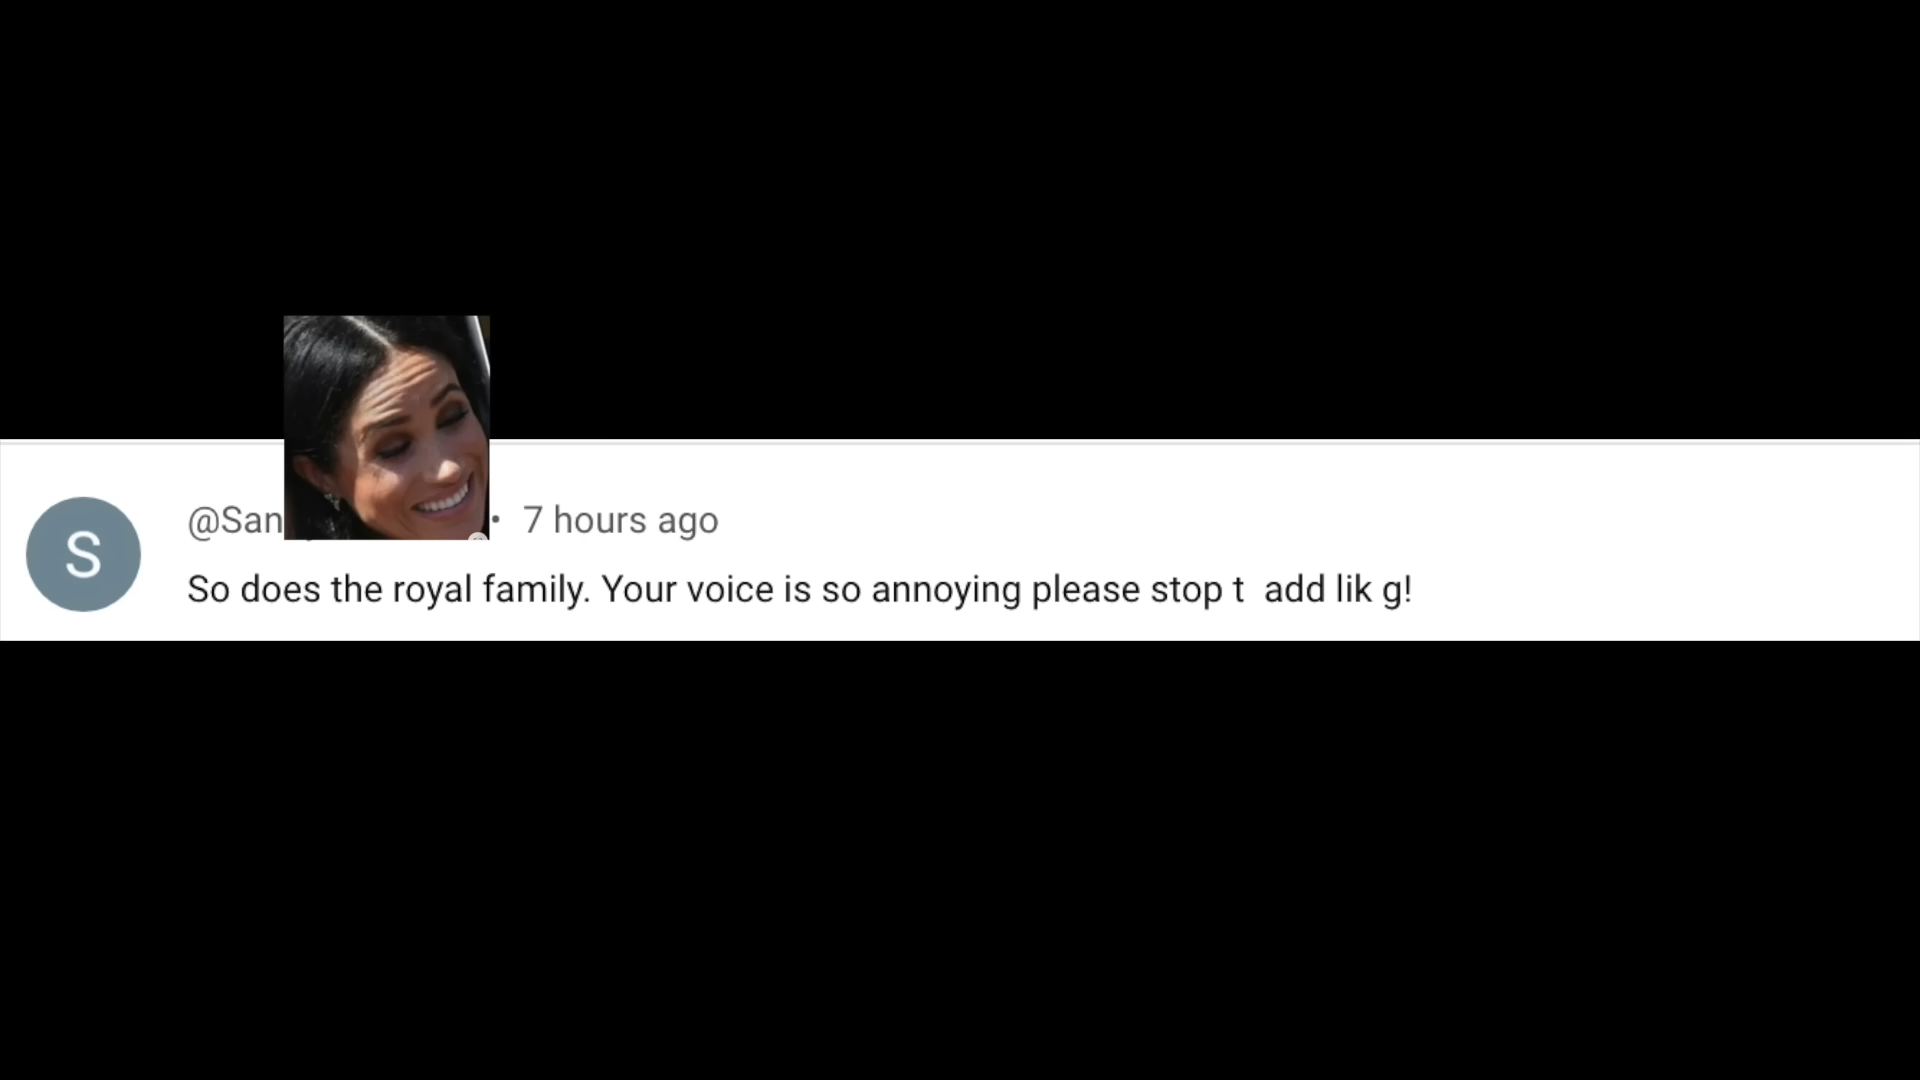 S
@San
• 7 hours ago
So does the royal family. Your voice is so annoying please stop t  add lik g!